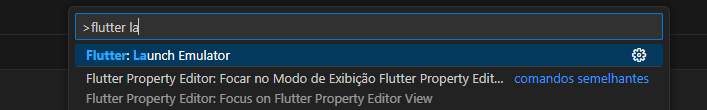 >flutter la
Flutter: Launch Emulator
Flutter Property Editor: Focar no Modo de Exibição Flutter Property Edit... comandos semelhantes
Flutter Property Editor: Focus on Flutter Property Editor View